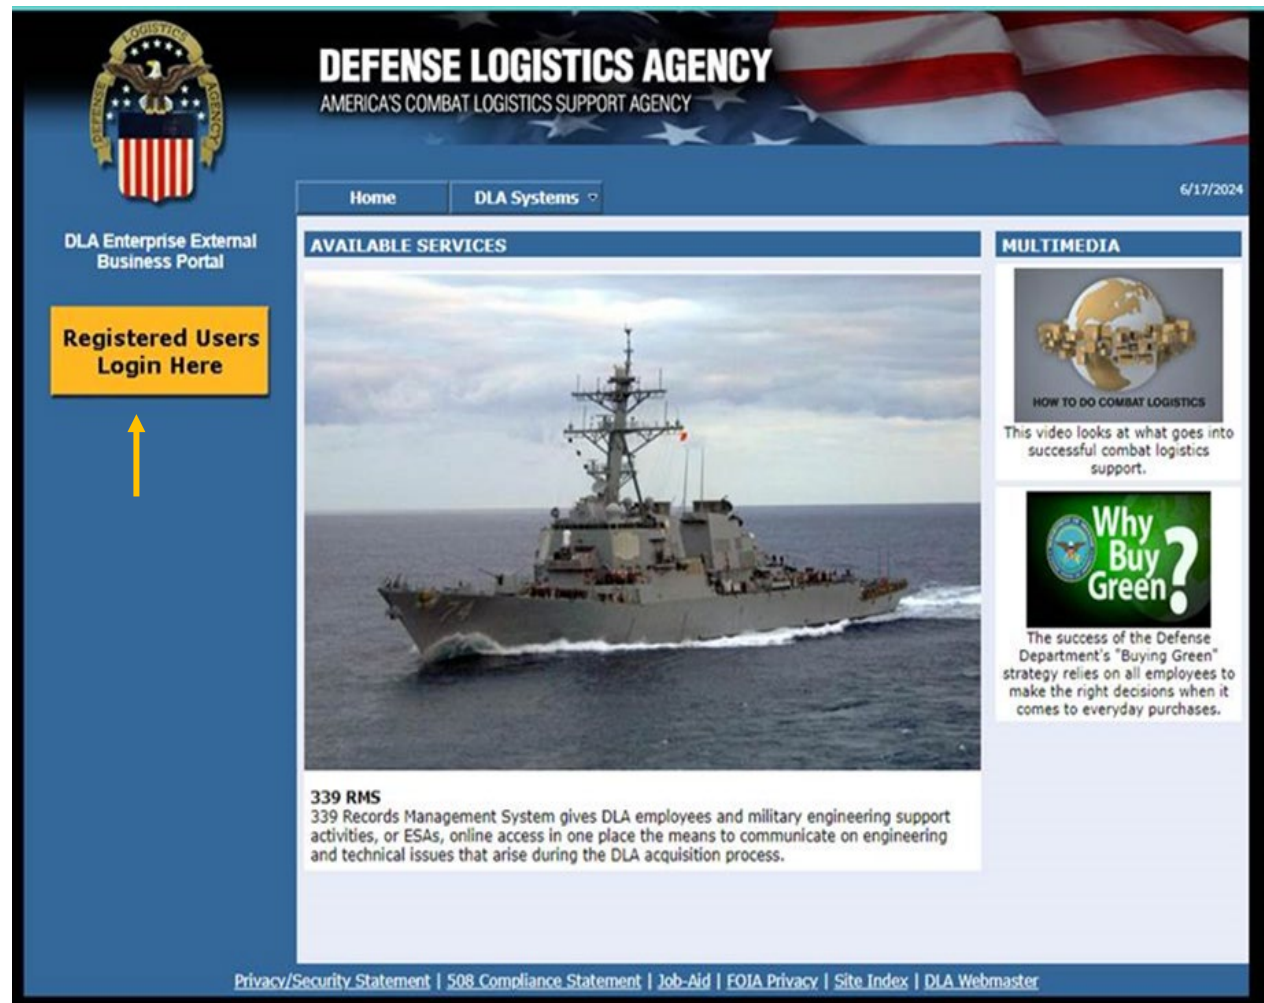 LOGISTICS
DEFENSE
AGENCY
DEFENSE LOGISTICS AGENCY
AMERICA'S COMBAT LOGISTICS SUPPORT AGENCY
Home
DLA Systems
6/17/2024
DLA Enterprise External
Business Portal
Registered Users
Login Here
AVAILABLE SERVICES
74
339 RMS
339 Records Management System gives DLA employees and military engineering support
activities, or ESAs, online access in one place the means to communicate on engineering
and technical issues that arise during the DLA acquisition process.
MULTIMEDIA
HOW TO DO COMBAT LOGISTICS
This video looks at what goes into
successful combat logistics
support.
Why
Buy
Green?
The success of the Defense
Department's "Buying Green"
strategy relies on all employees to
make the right decisions when it
comes to everyday purchases.
Privacy/Security Statement | 508 Compliance Statement | Job-Aid | FOIA Privacy | Site Index | DLA Webmaster